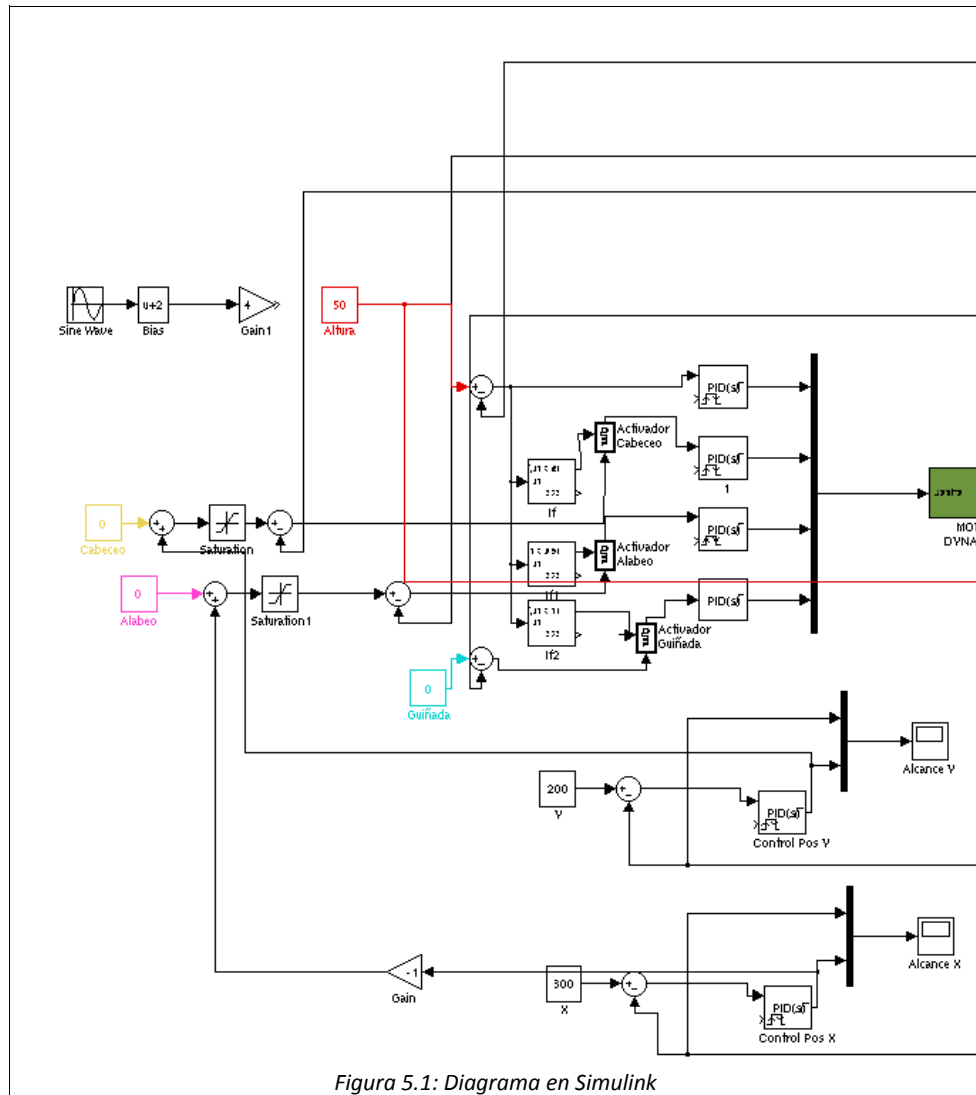 50
Altura
u+2
4
Sine Wave
Bias
Gain1
PID(s)
Activador
Cabeceo
PID(s)
1
If
0
Cabeceo
Saturation
PID(s)
Activador
Alabeo
If1
0
Alabeo
Saturation1
PID(s)
Activador
Guiñada
If2
0
Guiñada
MOT
DYNA
Alcance Y
200
Y
PID(s)
Control Pos Y
Alcance X
-1
Gain
300
X
PID(s)
Control Pos X
Figura 5.1: Diagrama en Simulink